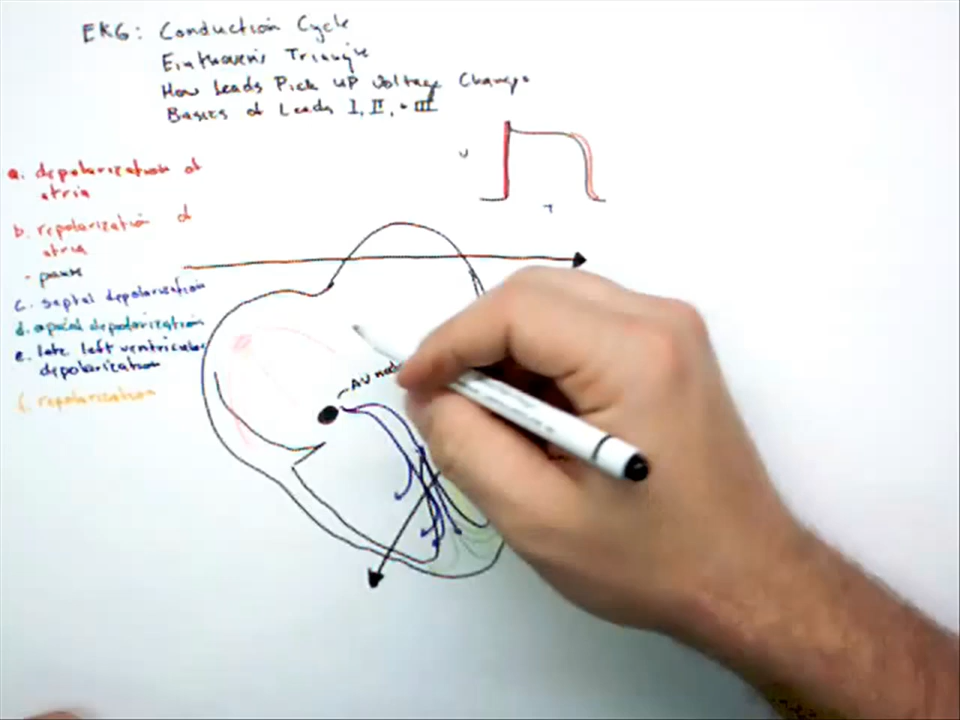 EKG: Conduction Cycle
Einthoven's Triangle
How Leads Pick up Voltage Change
Basics of Leads I, II, + III
a. depolarization of
atria
b. repolarization of
atria
- pause
c. septal depolarization
d. apical depolarization
e. late left ventricular
depolarization
f. repolarization
V
T
AV node